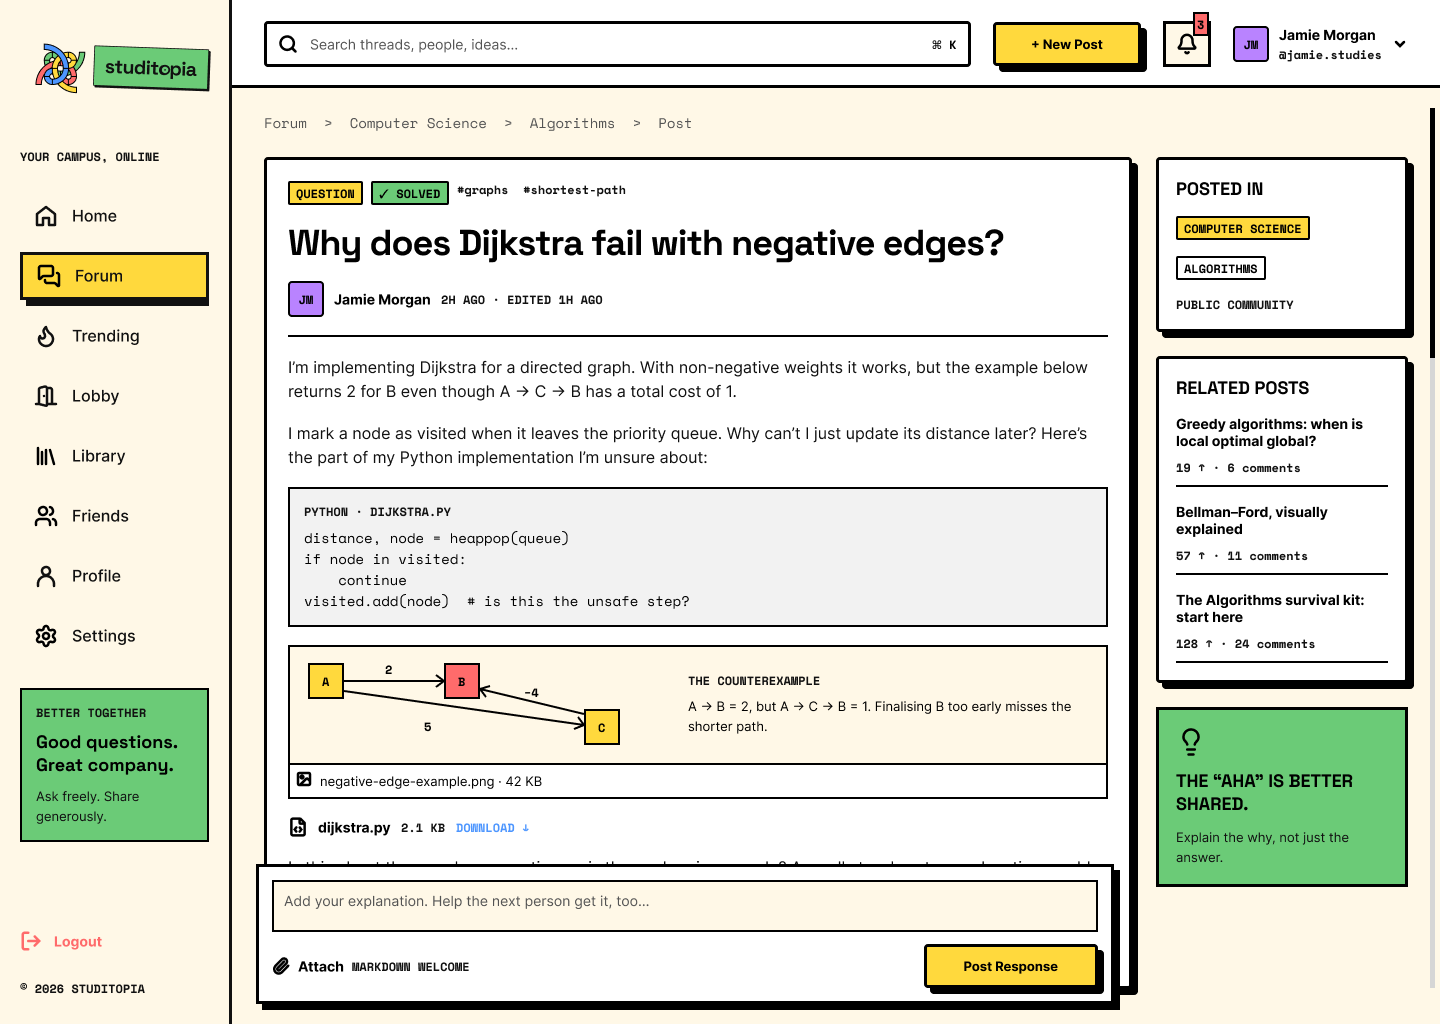 studitopia
YOUR CAMPUS, ONLINE
Home
Forum
Trending
Lobby
Library
Friends
Profile
Settings
BETTER TOGETHER
Good questions.
Great company.
Ask freely. Share
generously.
Logout
© 2026 STUDITOPIA
Search threads, people, ideas...
⌘ K
+ New Post
3
JM
Jamie Morgan
@jamie.studies
Forum > Computer Science > Algorithms > Post
QUESTION
✓ SOLVED
#graphs #shortest-path
Why does Dijkstra fail with negative edges?
JM
Jamie Morgan 2H AGO · EDITED 1H AGO
I’m implementing Dijkstra for a directed graph. With non-negative weights it works, but the example below
returns 2 for B even though A → C → B has a total cost of 1.
I mark a node as visited when it leaves the priority queue. Why can’t I just update its distance later? Here’s
the part of my Python implementation I’m unsure about:
PYTHON · DIJKSTRA.PY
distance, node = heappop(queue)
if node in visited:
    continue
visited.add(node)  # is this the unsafe step?
A
2
B
-4
5
C
THE COUNTEREXAMPLE
A → B = 2, but A → C → B = 1. Finalising B too early misses the
shorter path.
negative-edge-example.png · 42 KB
dijkstra.py 2.1 KB DOWNLOAD ↓
Add your explanation. Help the next person get it, too...
Attach MARKDOWN WELCOME
Post Response
POSTED IN
COMPUTER SCIENCE
ALGORITHMS
PUBLIC COMMUNITY
RELATED POSTS
Greedy algorithms: when is
local optimal global?
19 ↑ · 6 comments
Bellman–Ford, visually
explained
57 ↑ · 11 comments
The Algorithms survival kit:
start here
128 ↑ · 24 comments
THE “AHA” IS BETTER
SHARED.
Explain the why, not just the
answer.